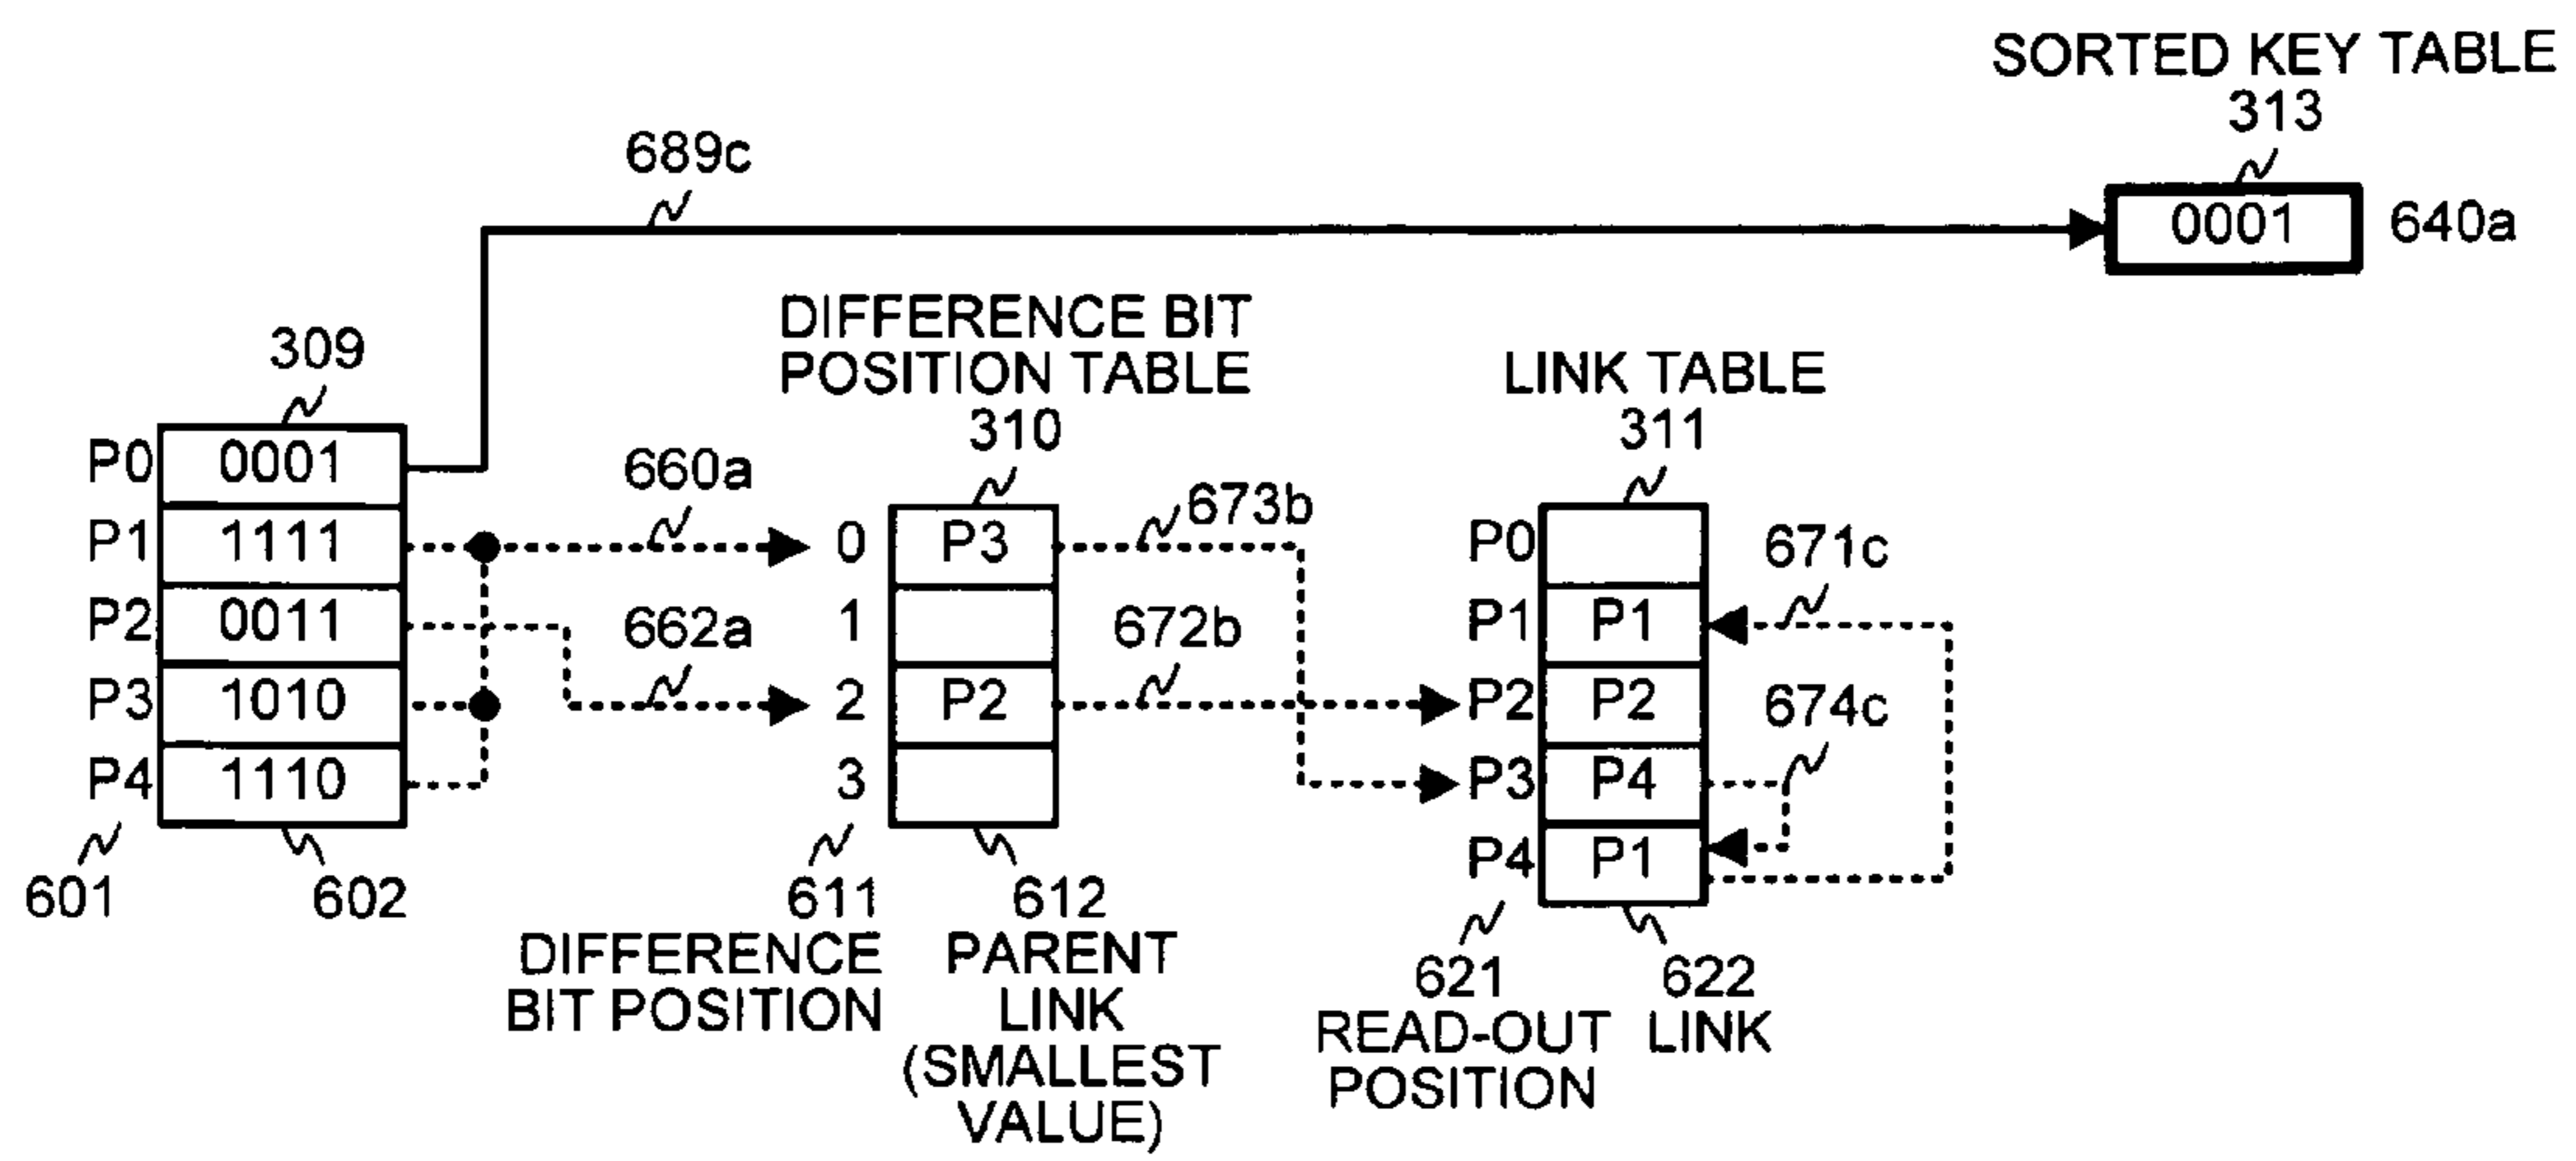 SORTED KEY TABLE
313
689c
0001 640a
DIFFERENCE BIT
POSITION TABLE
310
LINK TABLE
311
309
P0 0001
P1 1111
P2 0011
P3 1010
P4 1110
601 602
660a
662a
0 P3
1
2 P2
3
673b
672b
611
DIFFERENCE
BIT POSITION
612
PARENT
LINK
(SMALLEST
VALUE)
P0
P1 P1
P2 P2
P3 P4
P4 P1
671c
674c
621
READ-OUT
POSITION
622
LINK